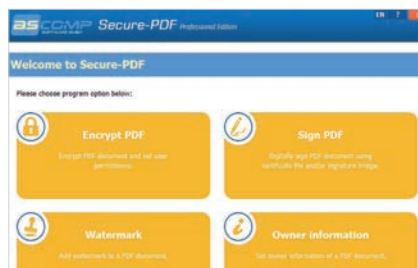 ASCOMP Secure-PDF Professional Edition
SOFTWARE GMBH
EN ?
Welcome to Secure-PDF
Please choose program option below:
Encrypt PDF
Encrypt PDF document and set user
permissions.
Sign PDF
Digitally sign PDF document using
certificate file and/or signature image.
Watermark
Add watermark to a PDF document.
Owner information
Set owner information of a PDF document.